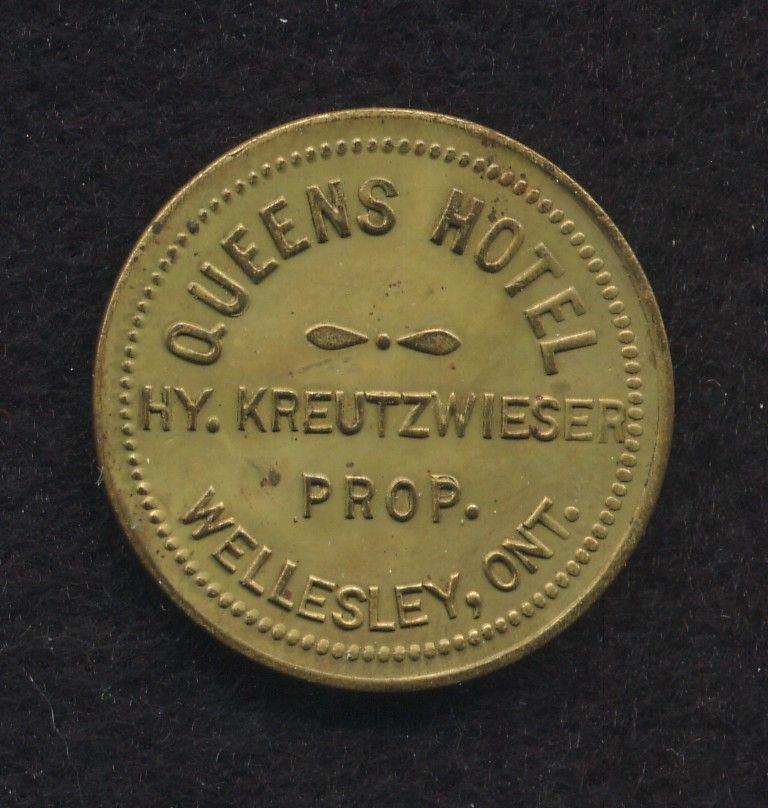 QUEENS HOTEL
HY. KREUTZWIESER
PROP.
WELLESLEY, ONT.